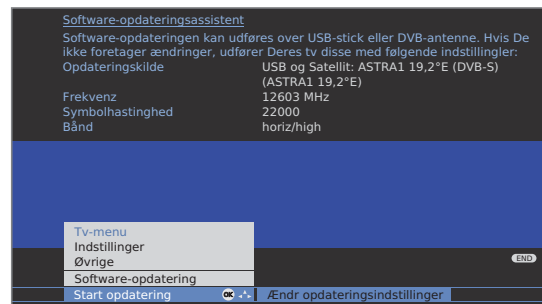 Software-opdateringsassistent
Software-opdateringen kan udføres over USB-stick eller DVB-antenne. Hvis De
ikke foretager ændringer, udfører Deres tv disse med følgende indstillinger:
Opdateringskilde USB og Satellit: ASTRA1 19,2°E (DVB-S)
(ASTRA1 19,2°E)
Frekvenz 12603 MHz
Symbolhastinghed 22000
Bånd horiz/high
Tv-menu
Indstillinger
Øvrige
END
Software-opdatering
Start opdatering OK Ændr opdateringsindstillinger